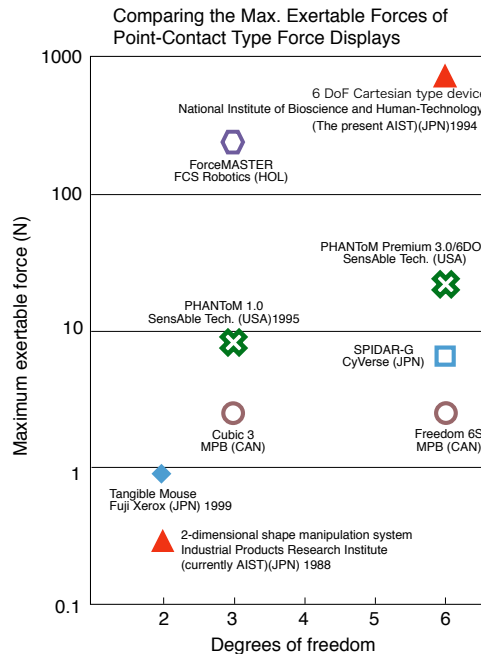 Comparing the Max. Exertable Forces of
Point-Contact Type Force Displays
Maximum exertable force (N)
1000
100
10
1
0.1
6 DoF Cartesian type device
National Institute of Bioscience and Human-Technology
(The present AIST)(JPN)1994
ForceMASTER
FCS Robotics (HOL)
PHANToM Premium 3.0/6DO
SensAble Tech. (USA)
PHANToM 1.0
SensAble Tech. (USA)1995
SPIDAR-G
CyVerse (JPN)
Cubic 3
MPB (CAN)
Freedom 6S
MPB (CAN)
Tangible Mouse
Fuji Xerox (JPN) 1999
2-dimensional shape manipulation system
Industrial Products Research Institute
(currently AIST)(JPN) 1988
2 3 4 5 6
Degrees of freedom